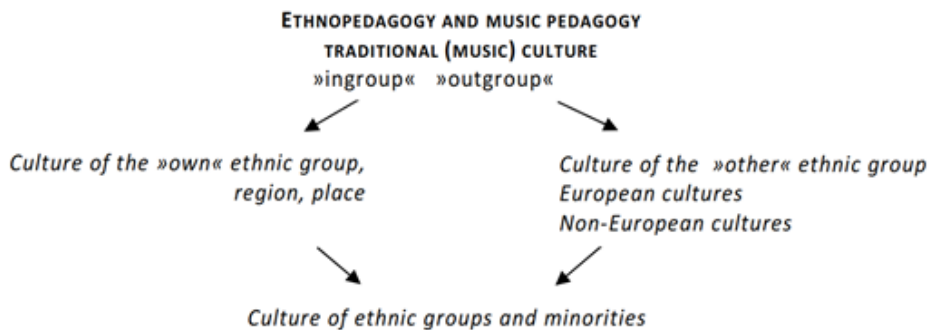 ETHNOPEDAGOGY AND MUSIC PEDAGOGY
TRADITIONAL (MUSIC) CULTURE
»ingroup« »outgroup«
Culture of the »own« ethnic group,
region, place
Culture of the »other« ethnic group
European cultures
Non-European cultures
Culture of ethnic groups and minorities